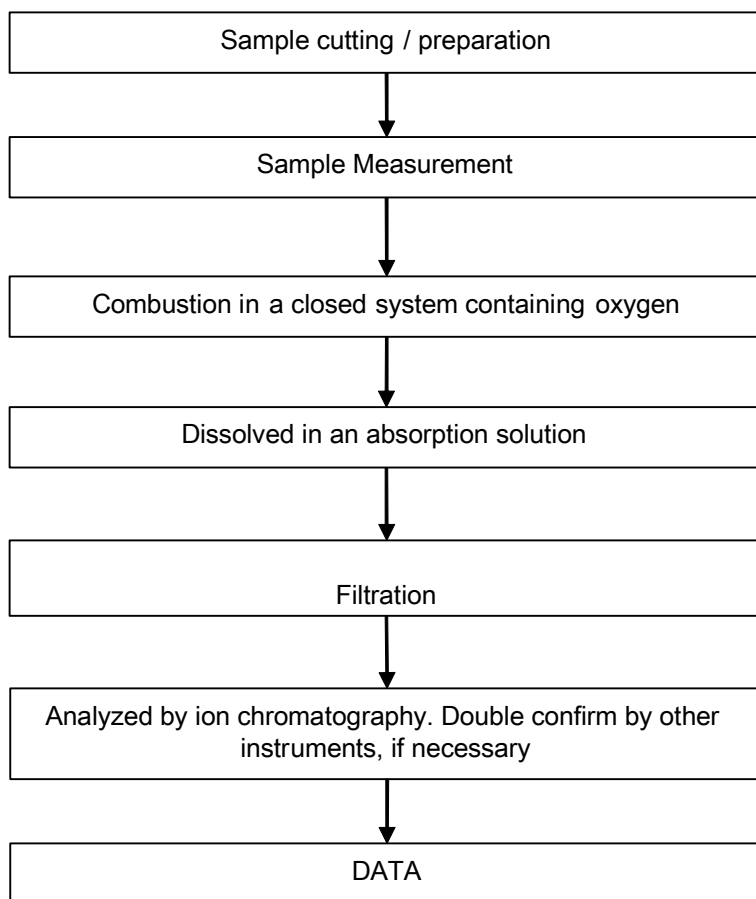 Sample cutting / preparation
Sample Measurement
Combustion in a closed system containing oxygen
Dissolved in an absorption solution
Filtration
Analyzed by ion chromatography. Double confirm by other
instruments, if necessary
DATA